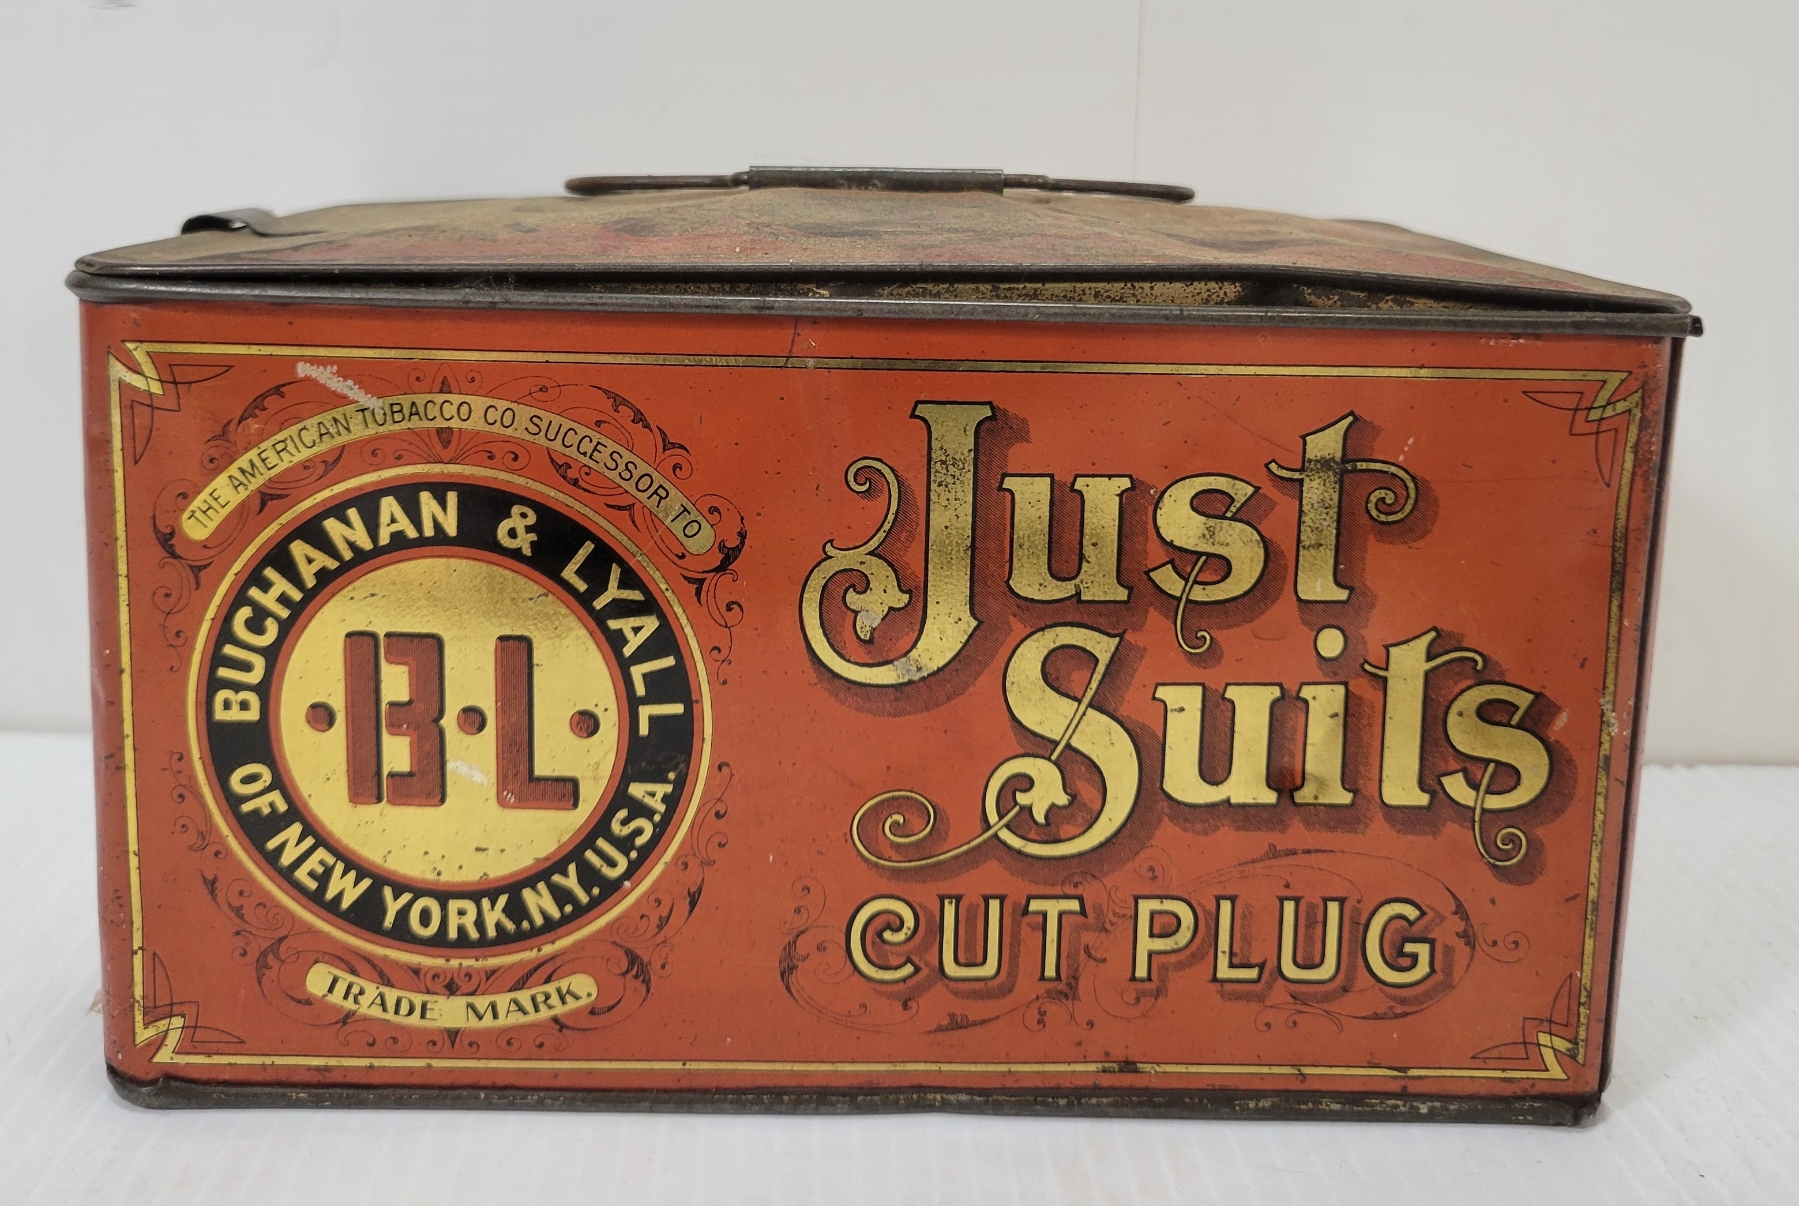 THE AMERICAN TOBACCO CO. SUCCESSOR TO
BUCHANAN & LYALL
OF NEW YORK.N.Y.U.S.A.
·B·L·
TRADE MARK.
Just
Suits
CUT PLUG